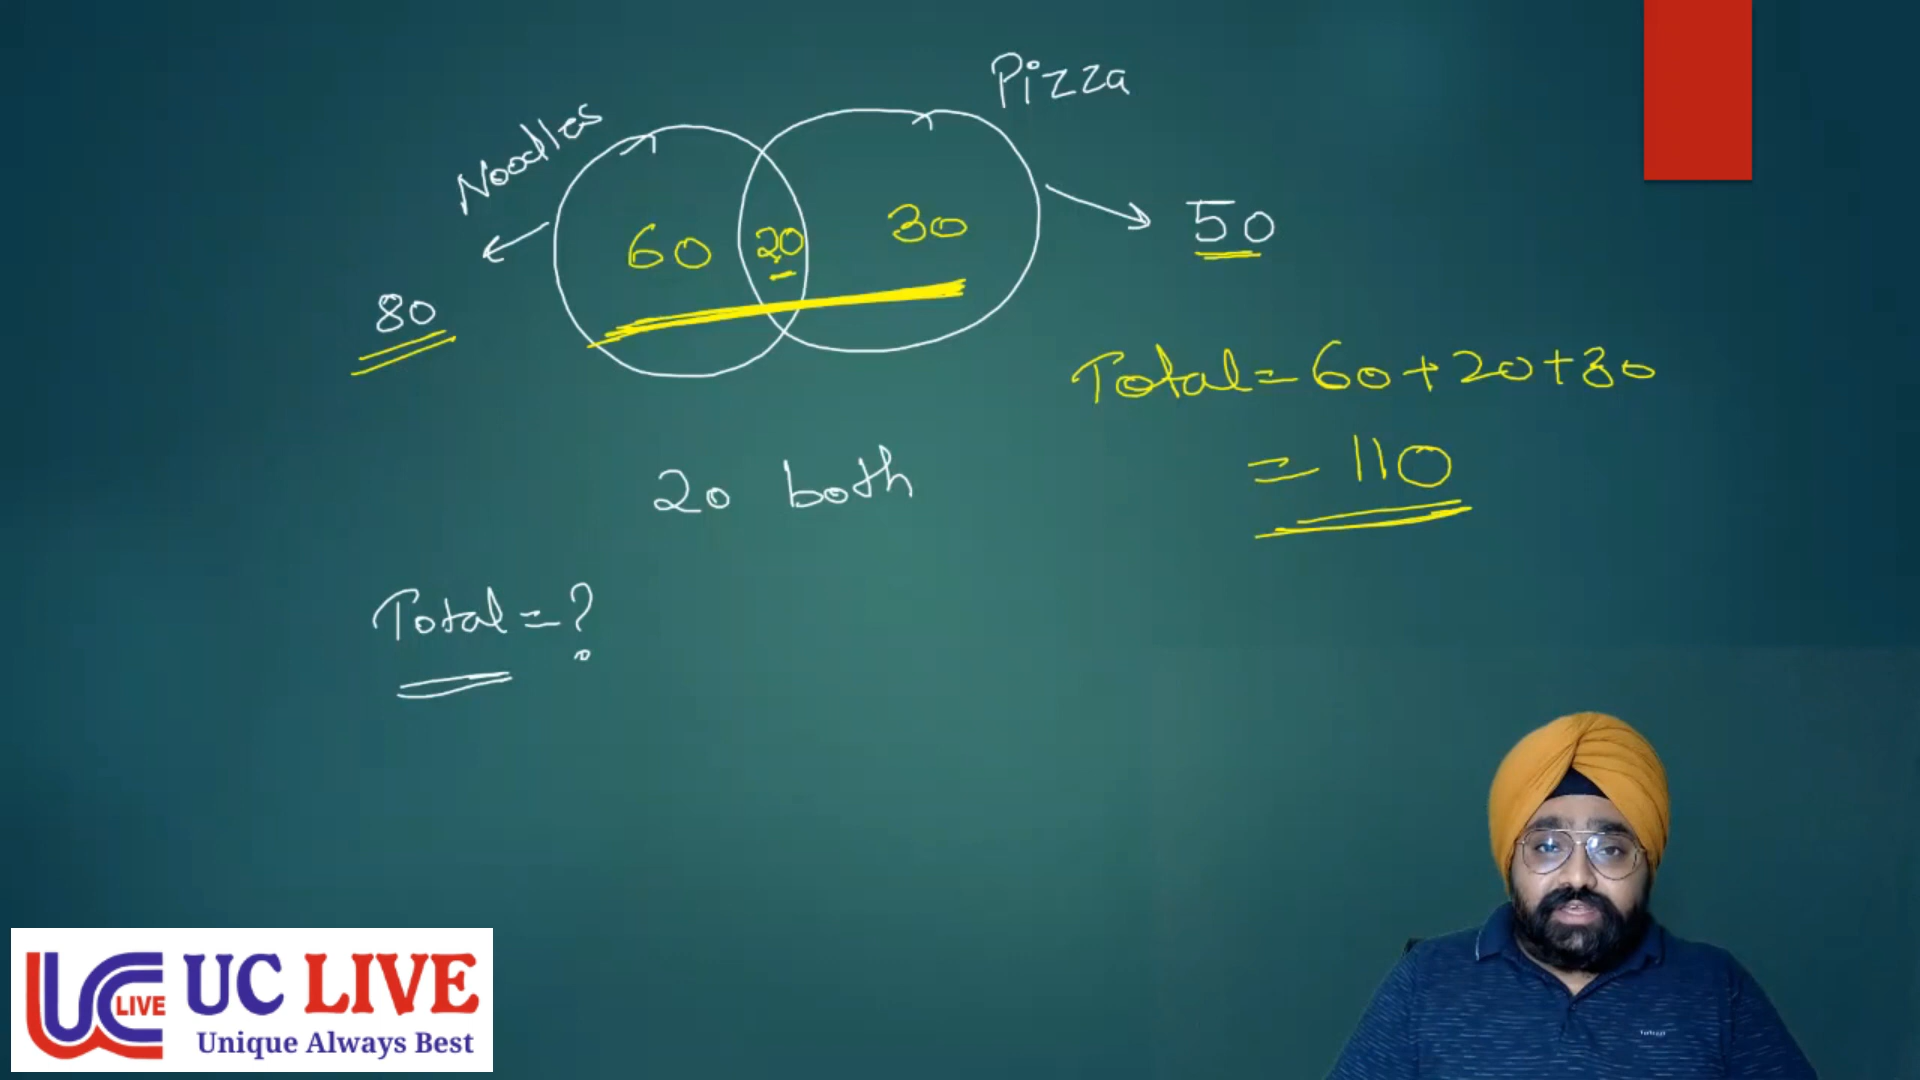 Pizza
Noodles
60 20 30
50
80
Total = 60+20+30
= 110
20 both
Total = ?
LIVE
UC LIVE
Unique Always Best